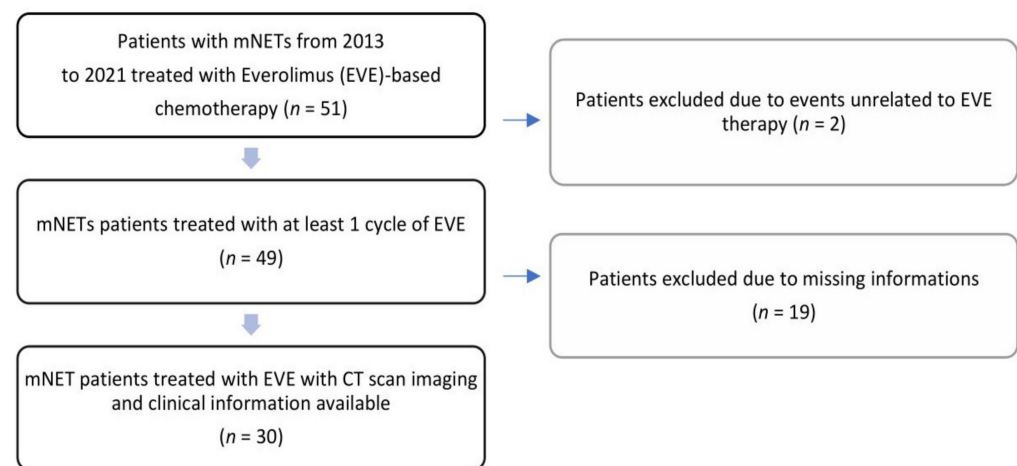 Patients with mNETs from 2013
to 2021 treated with Everolimus (EVE)-based
chemotherapy (n = 51)
Patients excluded due to events unrelated to EVE
therapy (n = 2)
mNETs patients treated with at least 1 cycle of EVE
(n = 49)
Patients excluded due to missing informations
(n = 19)
mNET patients treated with EVE with CT scan imaging
and clinical information available
(n = 30)